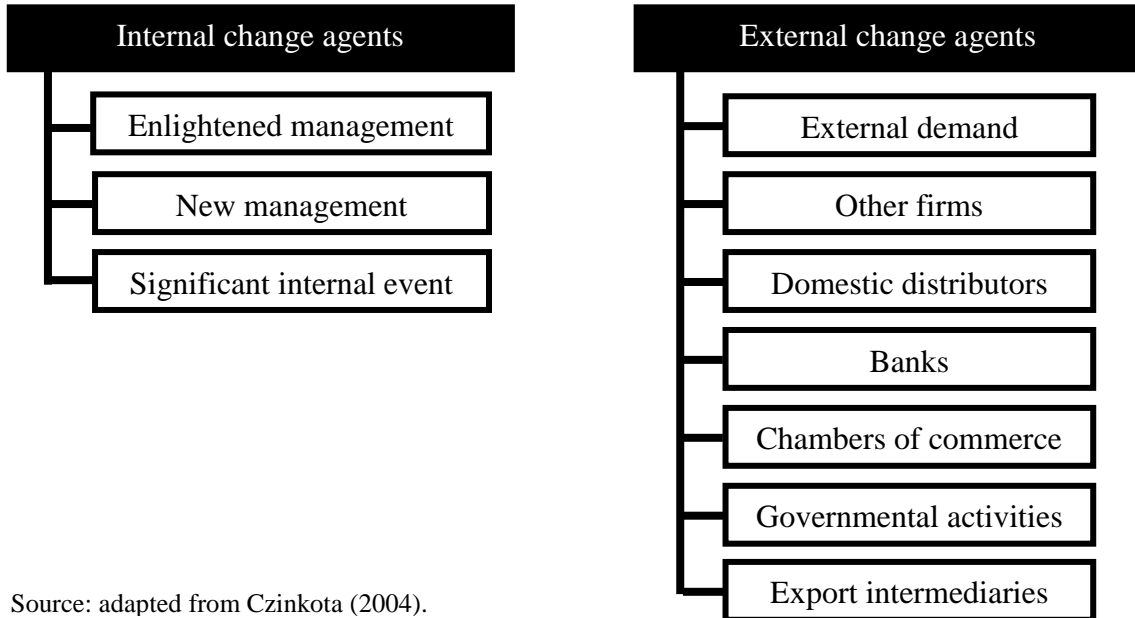 Internal change agents
Enlightened management
New management
Significant internal event
External change agents
External demand
Other firms
Domestic distributors
Banks
Chambers of commerce
Governmental activities
Export intermediaries
Source: adapted from Czinkota (2004).